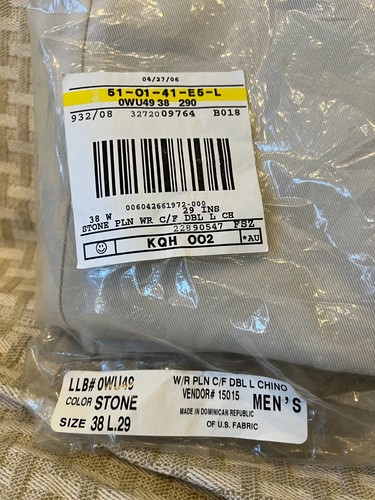 04/27/06
51-01-41-E5-L
0WU49 38 290
932/08 3272009764 B018
006042661972-000
38 W 29 INS
STONE PLN WR C/F DBL L CH
22890547 FSZ
KQH 002 *AU
LLB# 0WU49 W/R PLN C/F DBL L CHINO
COLOR STONE VENDOR# 15015 MEN'S
MADE IN DOMINICAN REPUBLIC
SIZE 38 L.29 OF U.S. FABRIC